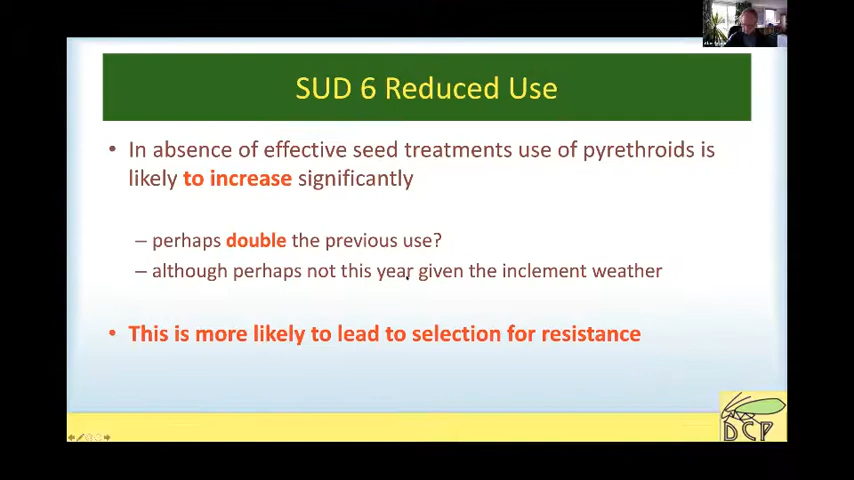 SUD 6 Reduced Use
• In absence of effective seed treatments use of pyrethroids is
likely to increase significantly
– perhaps double the previous use?
– although perhaps not this year given the inclement weather
• This is more likely to lead to selection for resistance
DCP